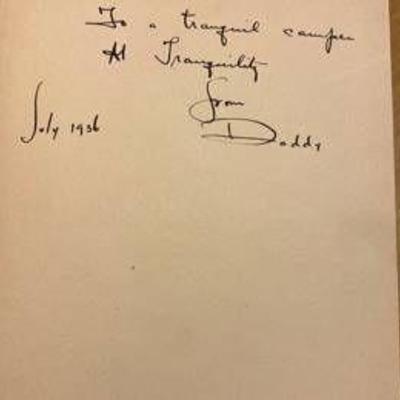 To a tranquil camper
At Tranquility
from
July 1936
Daddy